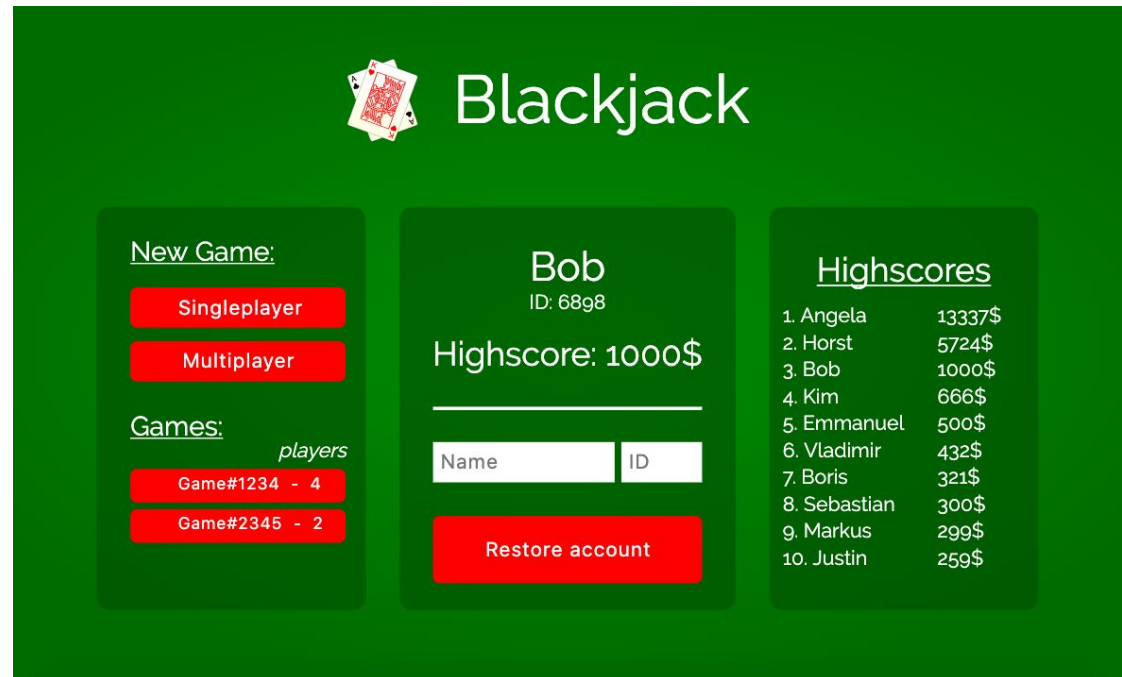 Blackjack
New Game:
Singleplayer
Multiplayer
Games:
players
Game#1234 - 4
Game#2345 - 2
Bob
ID: 6898
Highscore: 1000$
Name ID
Restore account
Highscores
1. Angela 13337$
2. Horst 5724$
3. Bob 1000$
4. Kim 666$
5. Emmanuel 500$
6. Vladimir 432$
7. Boris 321$
8. Sebastian 300$
9. Markus 299$
10. Justin 259$